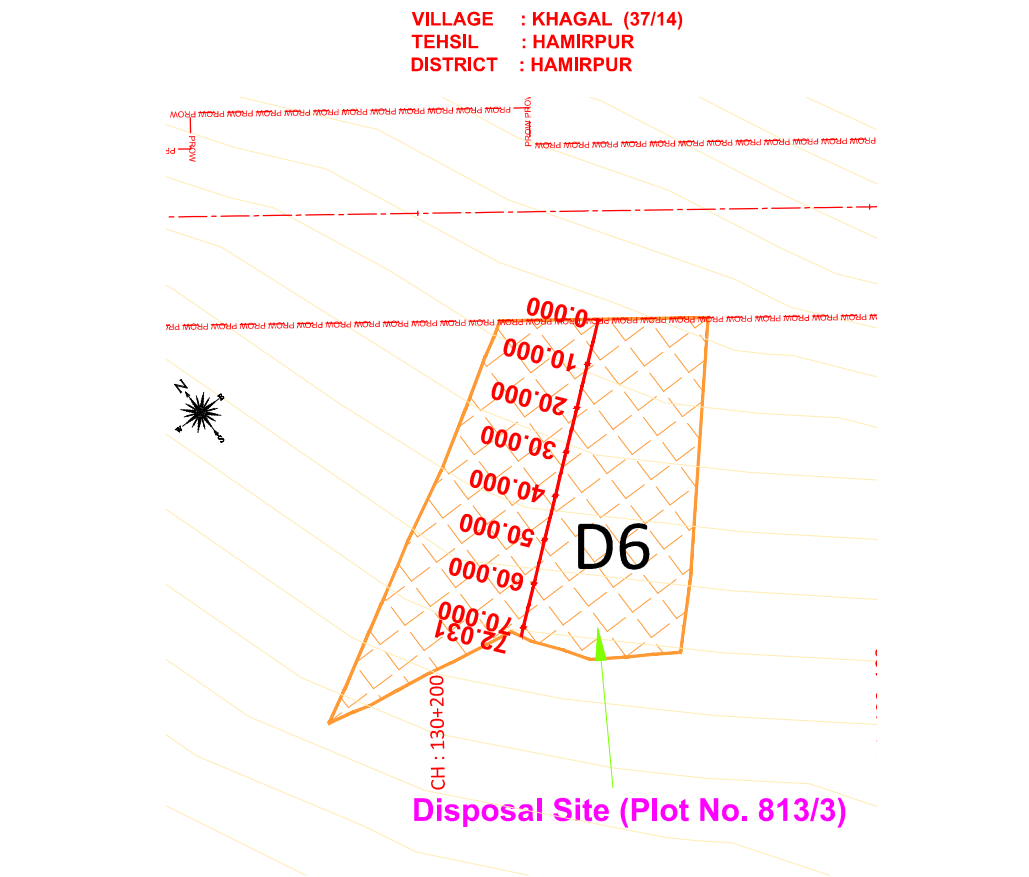 VILLAGE : KHAGAL (37/14)
TEHSIL : HAMIRPUR
DISTRICT : HAMIRPUR
PROW PROW PROW PROW PROW PROW PROW PROW PROW PROW PROW PROW
PROW PROW
PROW
PROW PROW PROW PROW PROW PROW PROW PROW PROW PROW PROW PROW
0.000
PROW PROW PROW PROW PROW PROW PROW PROW PROW PROW PROW PROW PROW PROW PROW PROW PROW PROW PROW PROW PROW PROW PROW PROW
10.000
N
20.000
30.000
S
40.000
50.000
D6
60.000
70.000
72.031
CH : 130+200
Disposal Site (Plot No. 813/3)